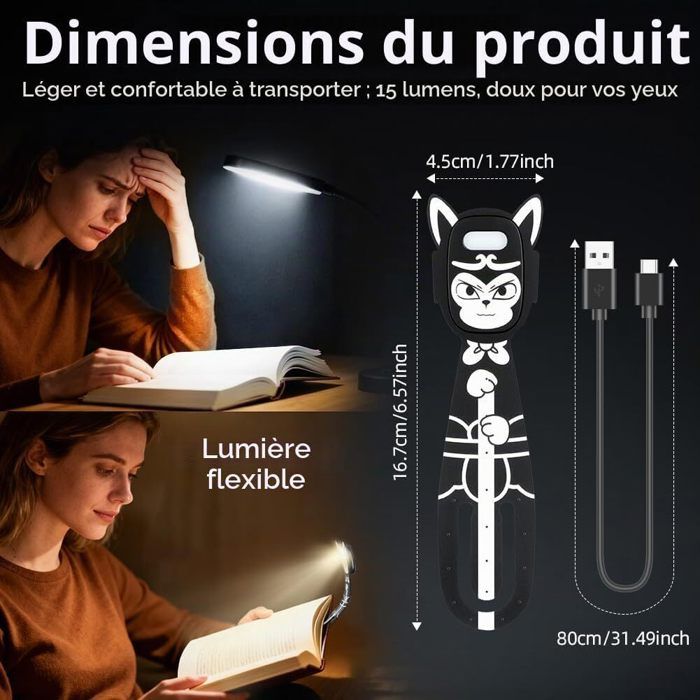 Dimensions du produit
Léger et confortable à transporter ; 15 lumens, doux pour vos yeux
4.5cm/1.77inch
16.7cm/6.57inch
Lumière
flexible
80cm/31.49inch